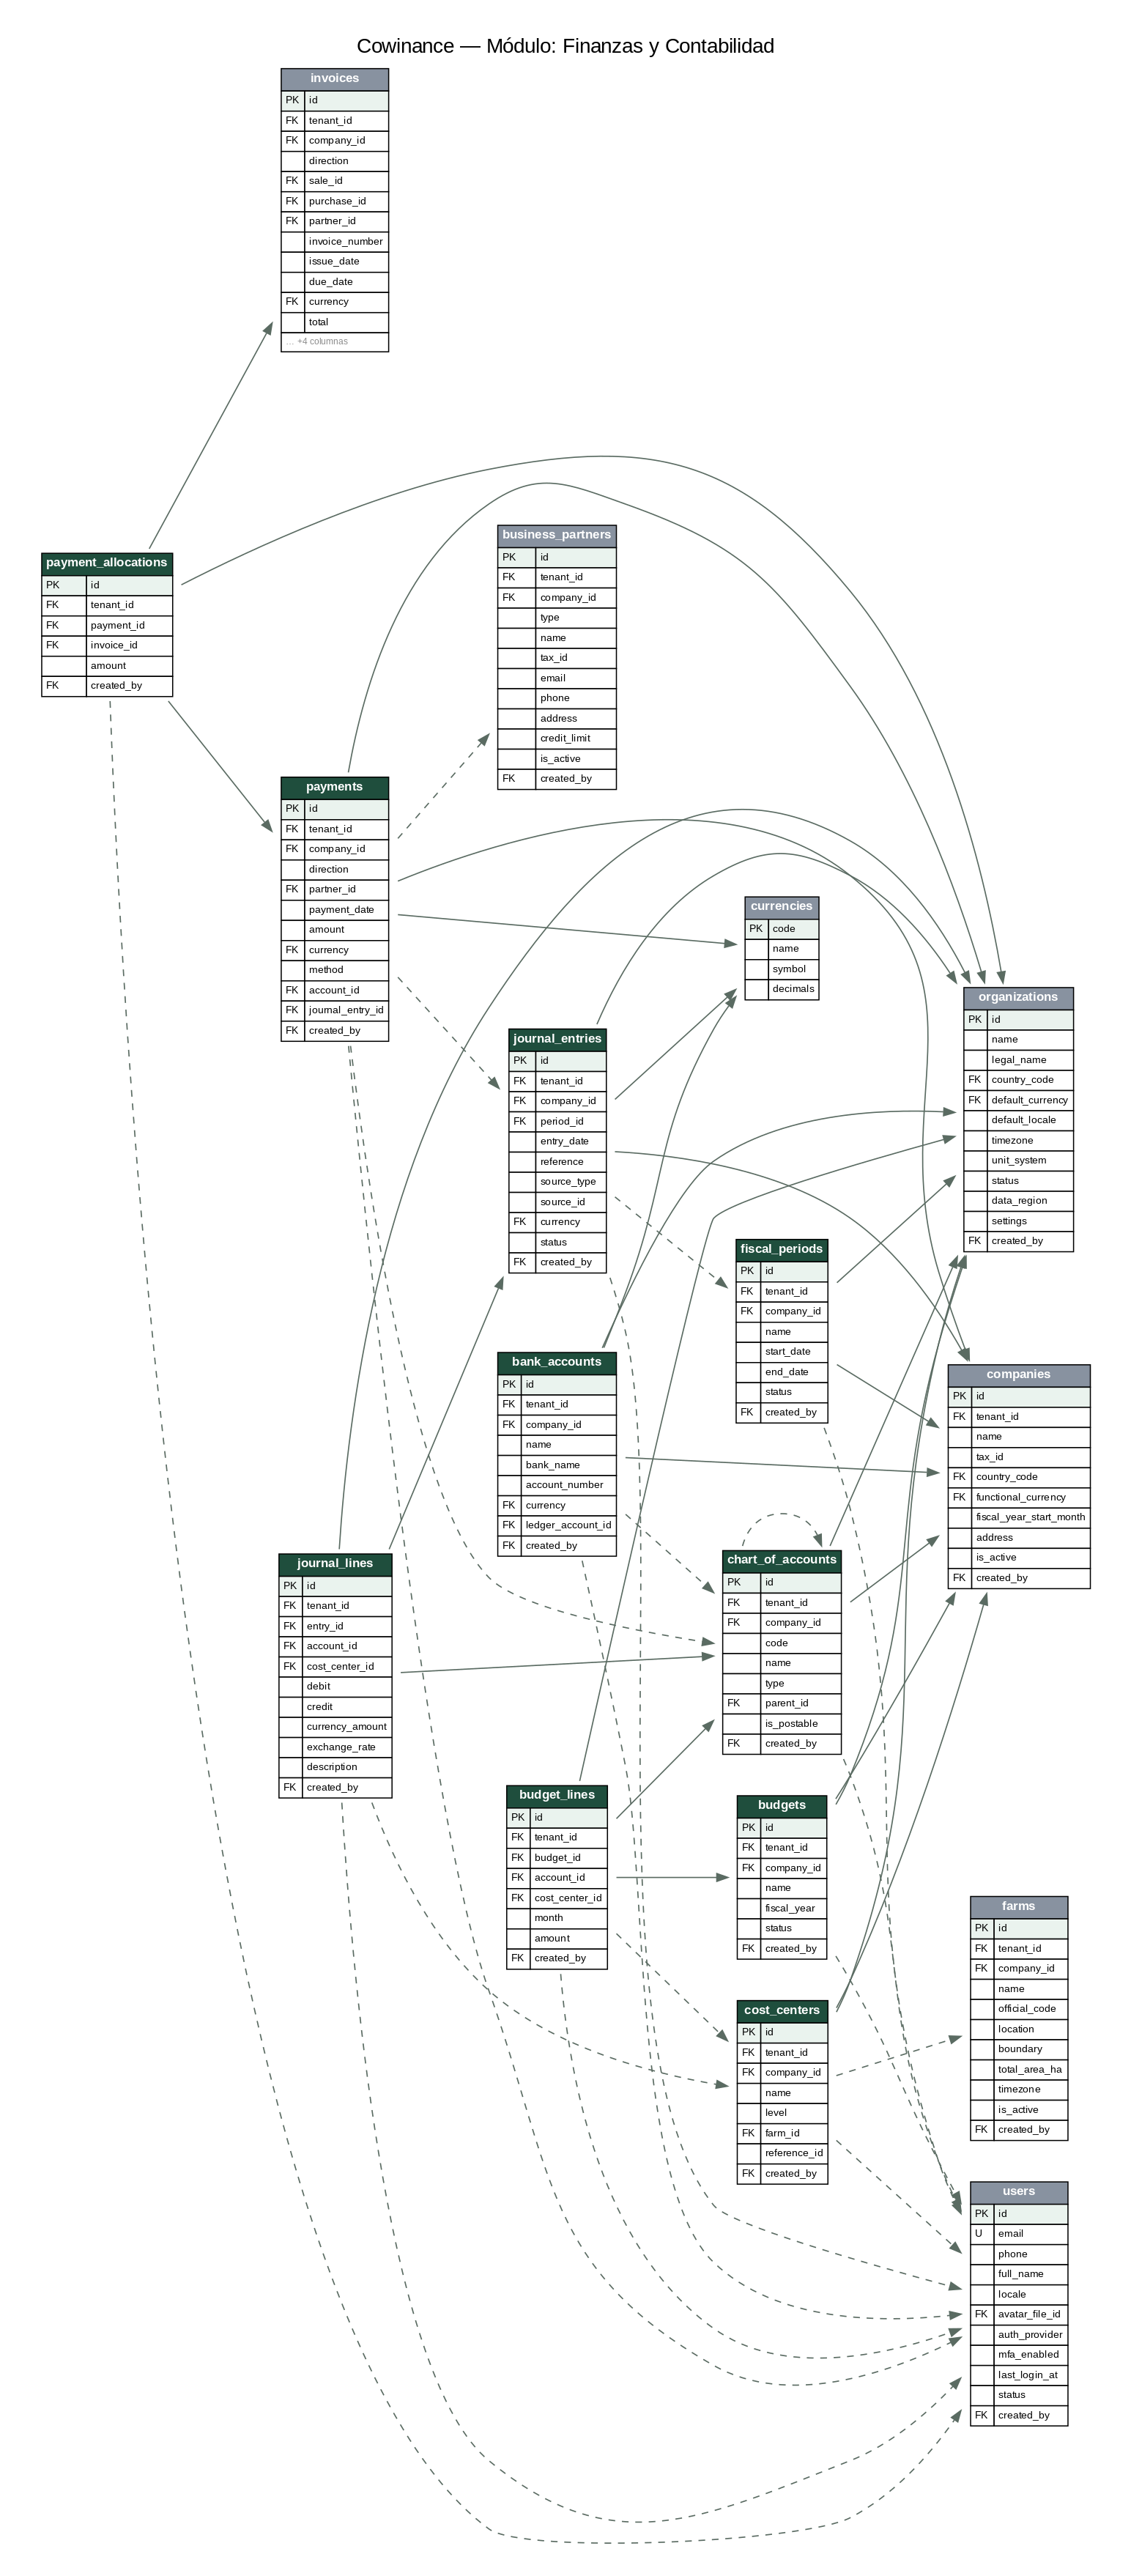 Cowinance — Módulo: Finanzas y Contabilidad
invoices
PK id
FK tenant_id
FK company_id
direction
FK sale_id
FK purchase_id
FK partner_id
invoice_number
issue_date
due_date
FK currency
total
... +4 columnas
payment_allocations
PK id
FK tenant_id
FK payment_id
FK invoice_id
amount
FK created_by
business_partners
PK id
FK tenant_id
FK company_id
type
name
tax_id
email
phone
address
credit_limit
is_active
FK created_by
payments
PK id
FK tenant_id
FK company_id
direction
FK partner_id
payment_date
amount
FK currency
method
FK account_id
FK journal_entry_id
FK created_by
currencies
PK code
name
symbol
decimals
organizations
PK id
name
legal_name
FK country_code
FK default_currency
default_locale
timezone
unit_system
status
data_region
settings
FK created_by
journal_entries
PK id
FK tenant_id
FK company_id
FK period_id
entry_date
reference
source_type
source_id
FK currency
status
FK created_by
fiscal_periods
PK id
FK tenant_id
FK company_id
name
start_date
end_date
status
FK created_by
bank_accounts
PK id
FK tenant_id
FK company_id
name
bank_name
account_number
FK currency
FK ledger_account_id
FK created_by
companies
PK id
FK tenant_id
name
tax_id
FK country_code
FK functional_currency
fiscal_year_start_month
address
is_active
FK created_by
journal_lines
PK id
FK tenant_id
FK entry_id
FK account_id
FK cost_center_id
debit
credit
currency_amount
exchange_rate
description
FK created_by
chart_of_accounts
PK id
FK tenant_id
FK company_id
code
name
type
FK parent_id
is_postable
FK created_by
budget_lines
PK id
FK tenant_id
FK budget_id
FK account_id
FK cost_center_id
month
amount
FK created_by
budgets
PK id
FK tenant_id
FK company_id
name
fiscal_year
status
FK created_by
farms
PK id
FK tenant_id
FK company_id
name
official_code
location
boundary
total_area_ha
timezone
is_active
FK created_by
cost_centers
PK id
FK tenant_id
FK company_id
name
level
FK farm_id
reference_id
FK created_by
users
PK id
U email
phone
full_name
locale
FK avatar_file_id
auth_provider
mfa_enabled
last_login_at
status
FK created_by